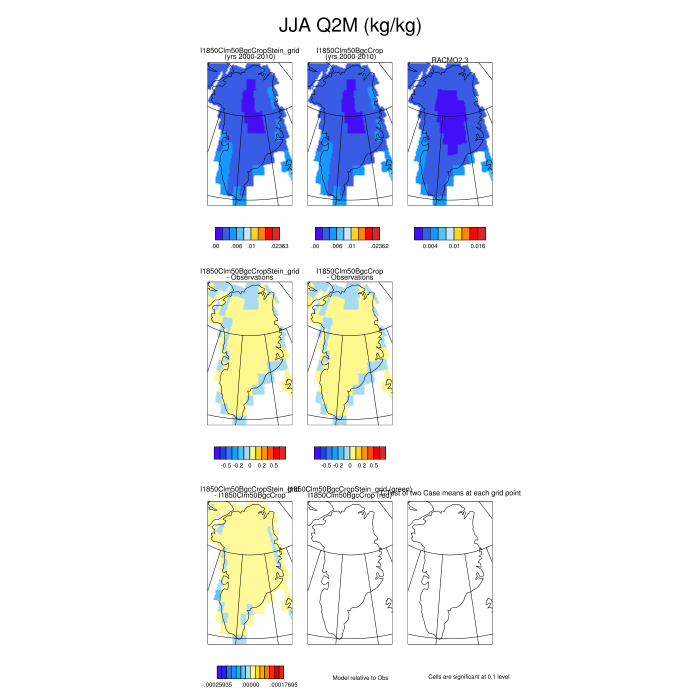 JJA Q2M (kg/kg)
I1850Clm50BgcCropStein_grid
(yrs 2000-2010)
I1850Clm50BgcCrop
(yrs 2000-2010)
RACMO2.3
.00 .006 .01 .02363
.00 .006 .01 .02362
0.004 0.01 0.016
I1850Clm50BgcCropStein_grid
- Observations
I1850Clm50BgcCrop
- Observations
-0.5 -0.2 0 0.2 0.5
-0.5 -0.2 0 0.2 0.5
I1850Clm50BgcCropStein_grid
- I1850Clm50BgcCrop
I1850Clm50BgcCropStein_grid (green)
I1850Clm50BgcCrop (red)
of two Case means at each grid point
-.00025935 .00000 .00017695
Model relative to Obs
Cells are significant at 0.1 level